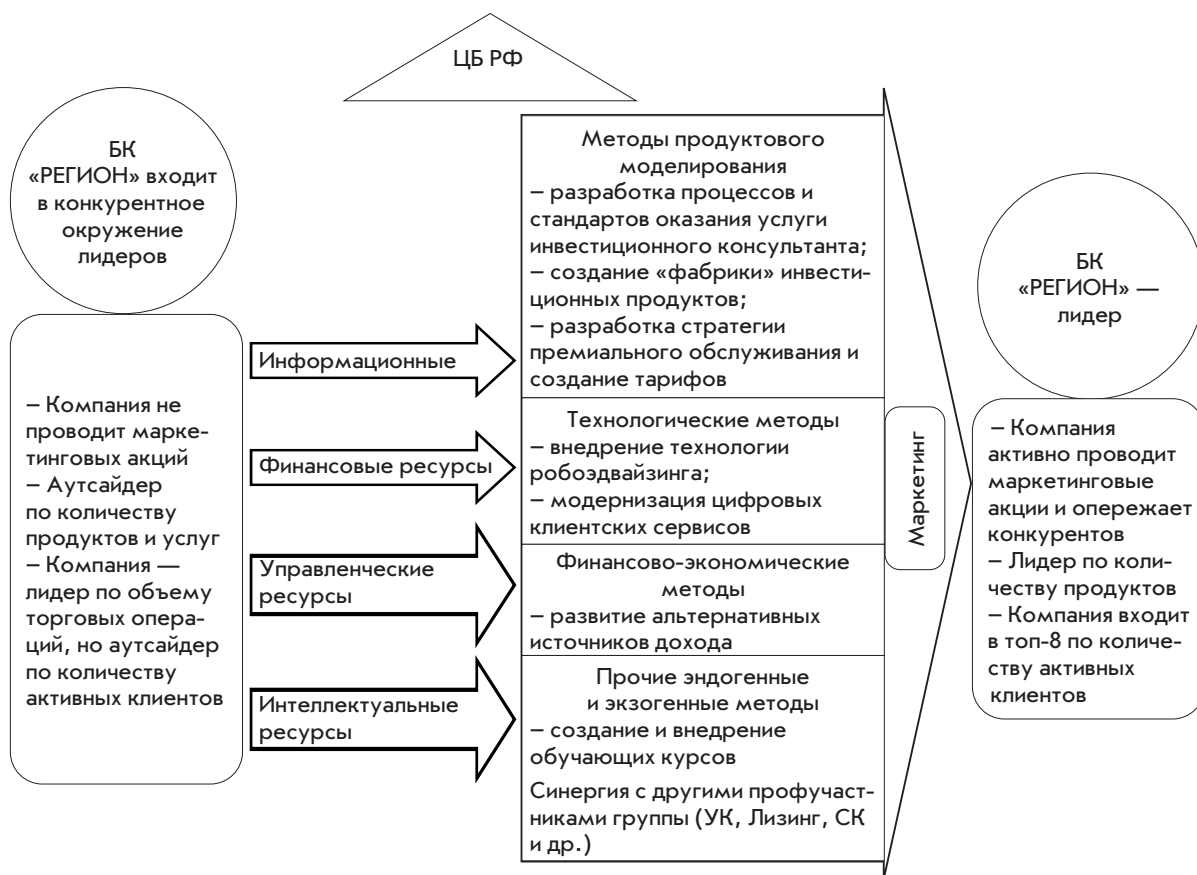 ЦБ РФ
БК
«РЕГИОН» входит
в конкурентное
окружение
лидеров
– Компания не
проводит марке-
тинговых акций
– Аутсайдер
по количеству
продуктов и услуг
– Компания —
лидер по объему
торговых опера-
ций, но аутсайдер
по количеству
активных клиентов
Информационные
Финансовые ресурсы
Управленческие
ресурсы
Интеллектуальные
ресурсы
Методы продуктового
моделирования
– разработка процессов и
стандартов оказания услуги
инвестиционного консультанта;
– создание «фабрики» инвести-
ционных продуктов;
– разработка стратегии
премиального обслуживания и
создание тарифов
Технологические методы
– внедрение технологии
робоэдвайзинга;
– модернизация цифровых
клиентских сервисов
Финансово-экономические
методы
– развитие альтернативных
источников дохода
Прочие эндогенные
и экзогенные методы
– создание и внедрение
обучающих курсов
Синергия с другими профучаст-
никами группы (УК, Лизинг, СК
и др.)
Маркетинг
БК
«РЕГИОН» —
лидер
– Компания
активно проводит
маркетинговые
акции и опережает
конкурентов
– Лидер по коли-
честву продуктов
– Компания входит
в топ-8 по количе-
ству активных
клиентов